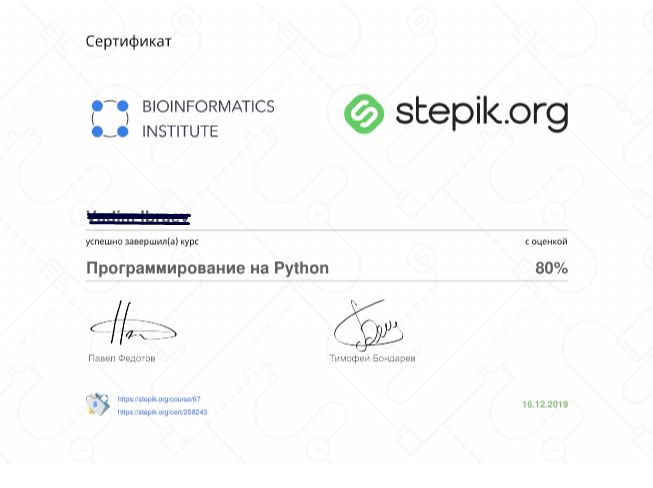 Сертификат
BIOINFORMATICS
INSTITUTE
stepik.org
успешно завершил(а) курс
с оценкой
Программирование на Python
80%
Павел Федотов
Тимофей Бондарев
https://stepik.org/course/67
https://stepik.org/cert/258243
16.12.2019